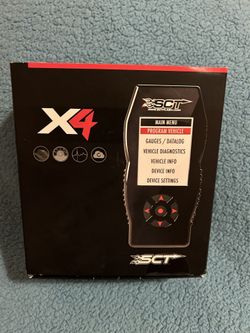 X4
SCT
MAIN MENU
PROGRAM VEHICLE
GAUGES / DATALOG
VEHICLE DIAGNOSTICS
VEHICLE INFO
DEVICE INFO
DEVICE SETTINGS
SCT